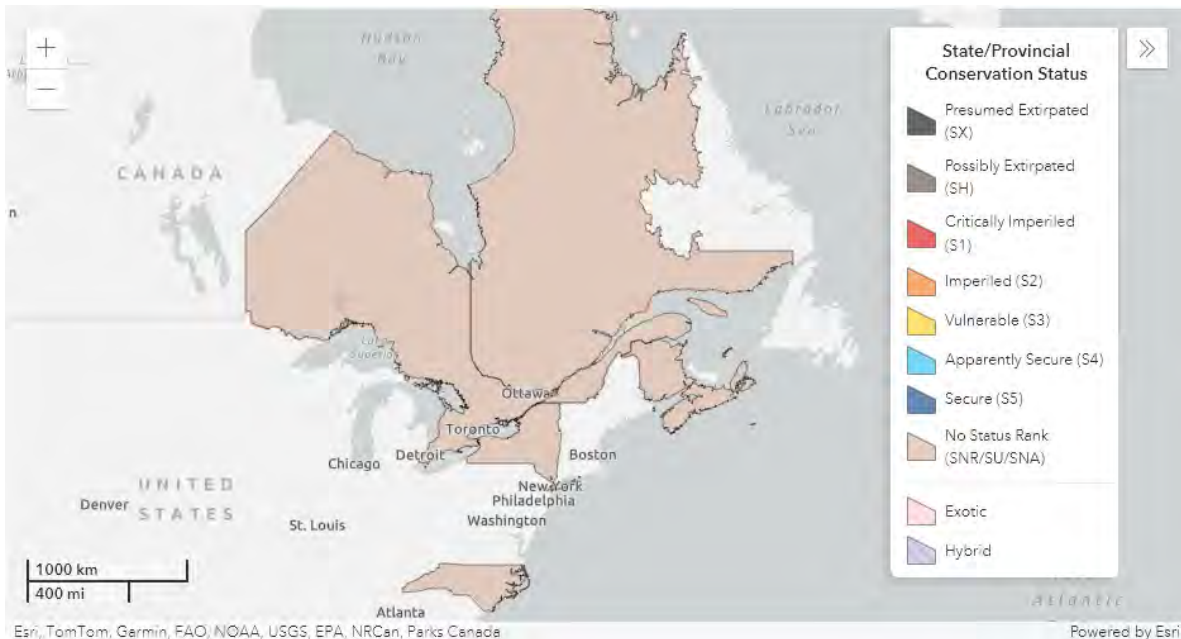 Hudson
Bay
+
−
CANADA
Labrador
Sea
n
Lake
Superior
Ottawa
Toronto
Chicago
Detroit
Boston
New York
Philadelphia
Washington
UNITED
STATES
Denver
St. Louis
Atlanta
1000 km
400 mi
State/Provincial
Conservation Status
Presumed Extirpated
(SX)
Possibly Extirpated
(SH)
Critically Imperiled
(S1)
Imperiled (S2)
Vulnerable (S3)
Apparently Secure (S4)
Secure (S5)
No Status Rank
(SNR/SU/SNA)
Exotic
Hybrid
Atlantic
Esri, TomTom, Garmin, FAO, NOAA, USGS, EPA, NRCan, Parks Canada
Powered by Esri